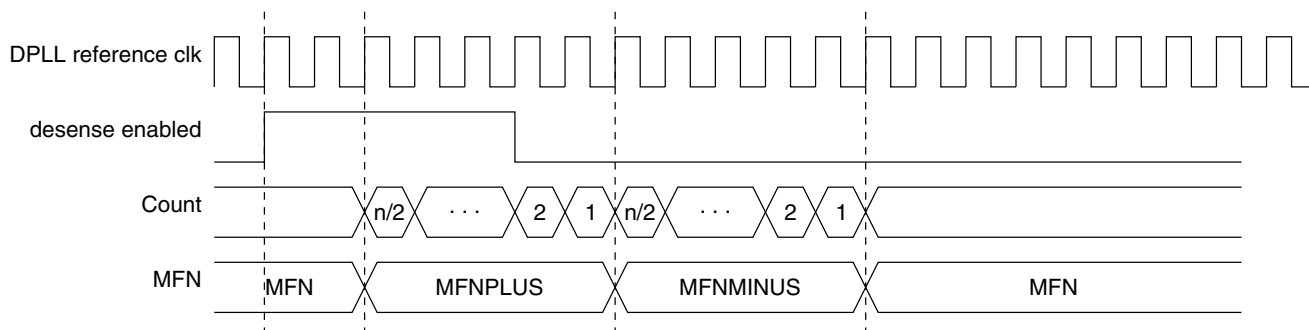 DPLL reference clk
desense enabled
Count n/2 · · · 2 1 n/2 · · · 2 1
MFN MFN MFNPLUS MFNMINUS MFN